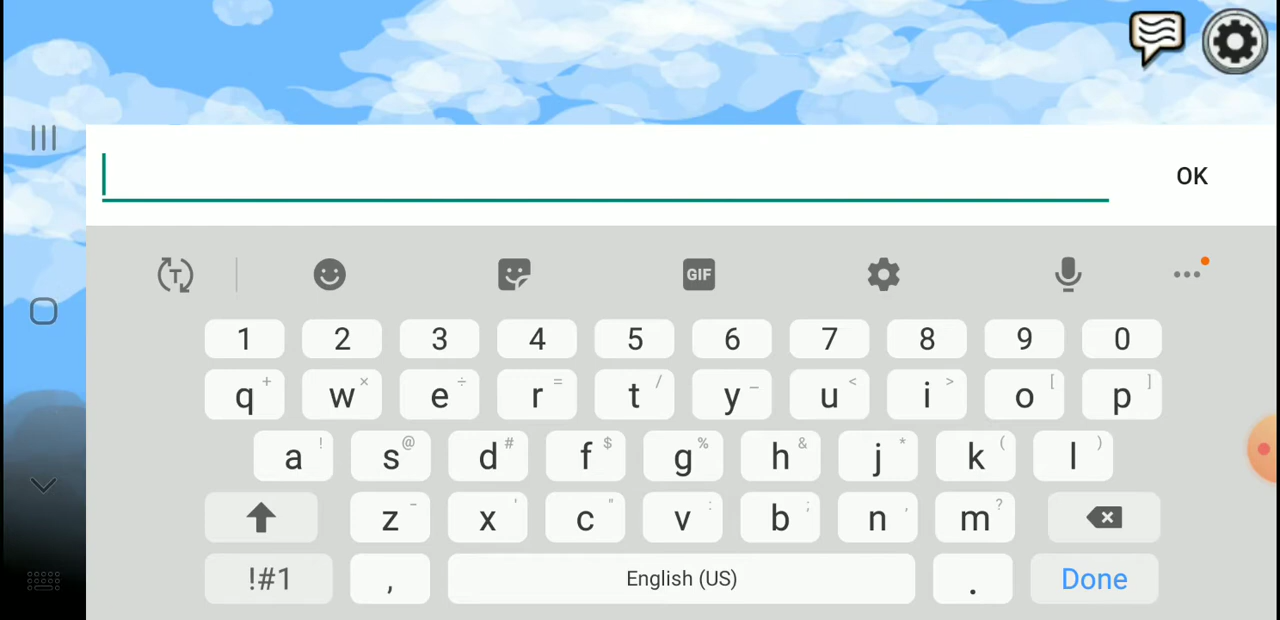 OK
T GIF
1 2 3 4 5 6 7 8 9 0
q + w × e ÷ r = t / y _ u < i > o [ p ]
a ! s @ d # f $ g % h & j * k ( l )
z - x ' c " v : b ; n , m ? x
!#1 , English (US) . Done